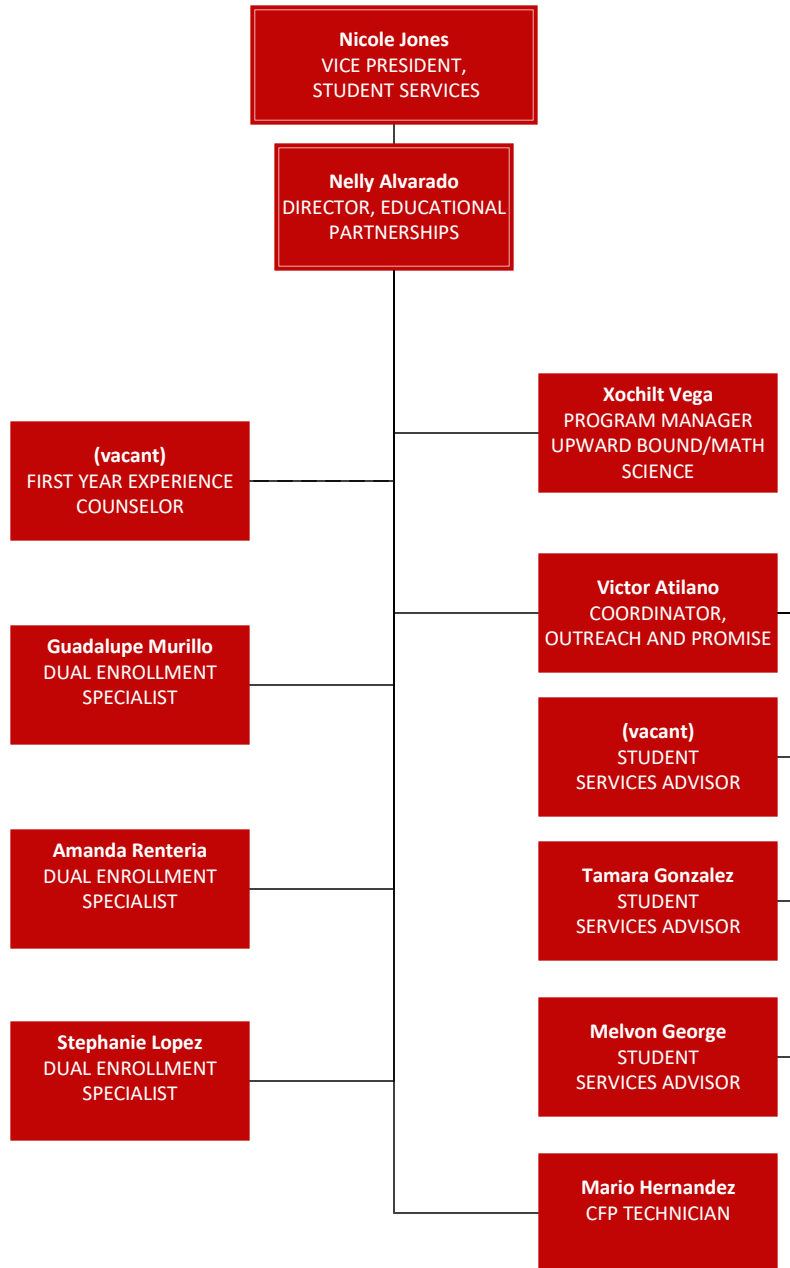 Nicole Jones
VICE PRESIDENT,
STUDENT SERVICES
Nelly Alvarado
DIRECTOR, EDUCATIONAL
PARTNERSHIPS
(vacant)
FIRST YEAR EXPERIENCE
COUNSELOR
Guadalupe Murillo
DUAL ENROLLMENT
SPECIALIST
Amanda Renteria
DUAL ENROLLMENT
SPECIALIST
Stephanie Lopez
DUAL ENROLLMENT
SPECIALIST
Xochilt Vega
PROGRAM MANAGER
UPWARD BOUND/MATH
SCIENCE
Victor Atilano
COORDINATOR,
OUTREACH AND PROMISE
(vacant)
STUDENT
SERVICES ADVISOR
Tamara Gonzalez
STUDENT
SERVICES ADVISOR
Melvon George
STUDENT
SERVICES ADVISOR
Mario Hernandez
CFP TECHNICIAN